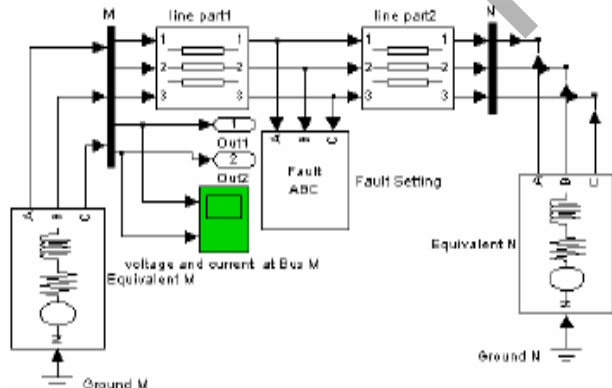 M
line part1
line part2
N
1 1
2 2
3 3
1 1
2 2
3 3
1
Out1
2
Out2
A B C
Fault
ABC
Fault Setting
A B C
A B C
Equivalent N
voltage and current at Bus M
Equivalent M
N
N
Ground N
Ground M